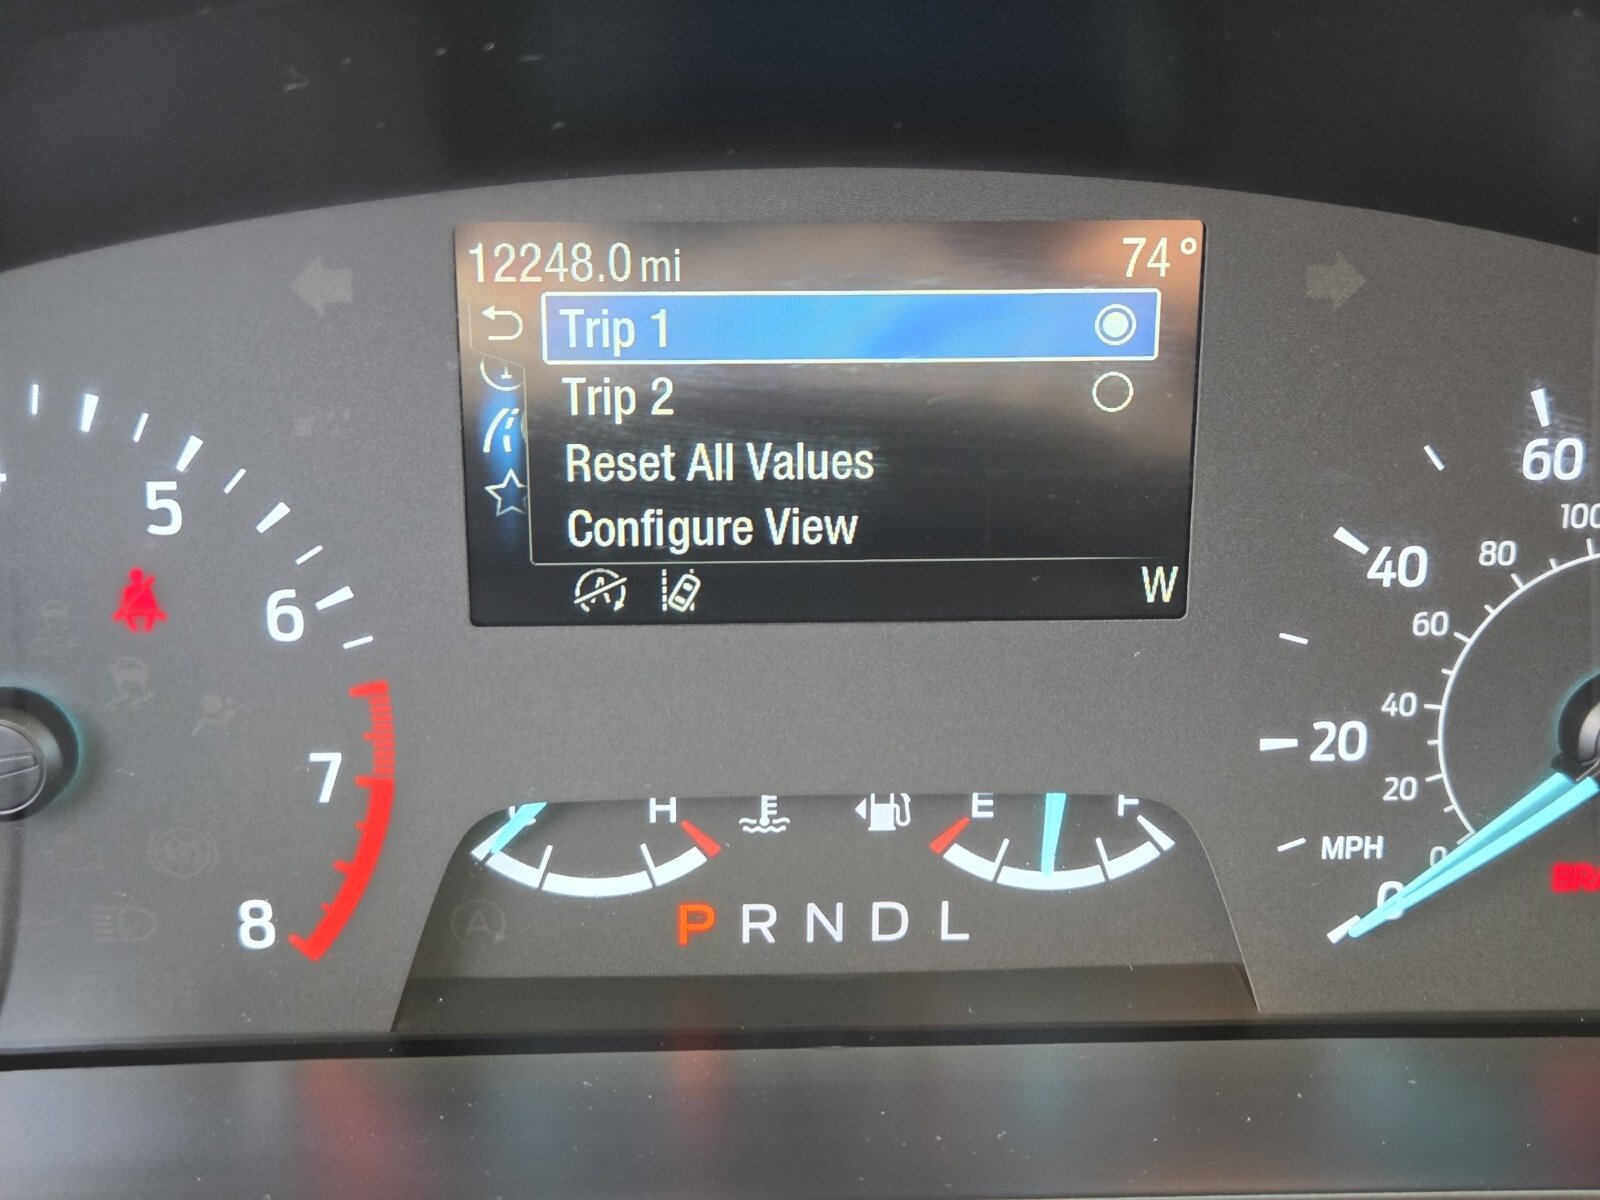 12248.0 mi 74°
Trip 1
Trip 2
Reset All Values
Configure View
W
5
6
7
8
H
E
F
P R N D L
60
40
20
0
MPH
100
80
60
40
20
0
A